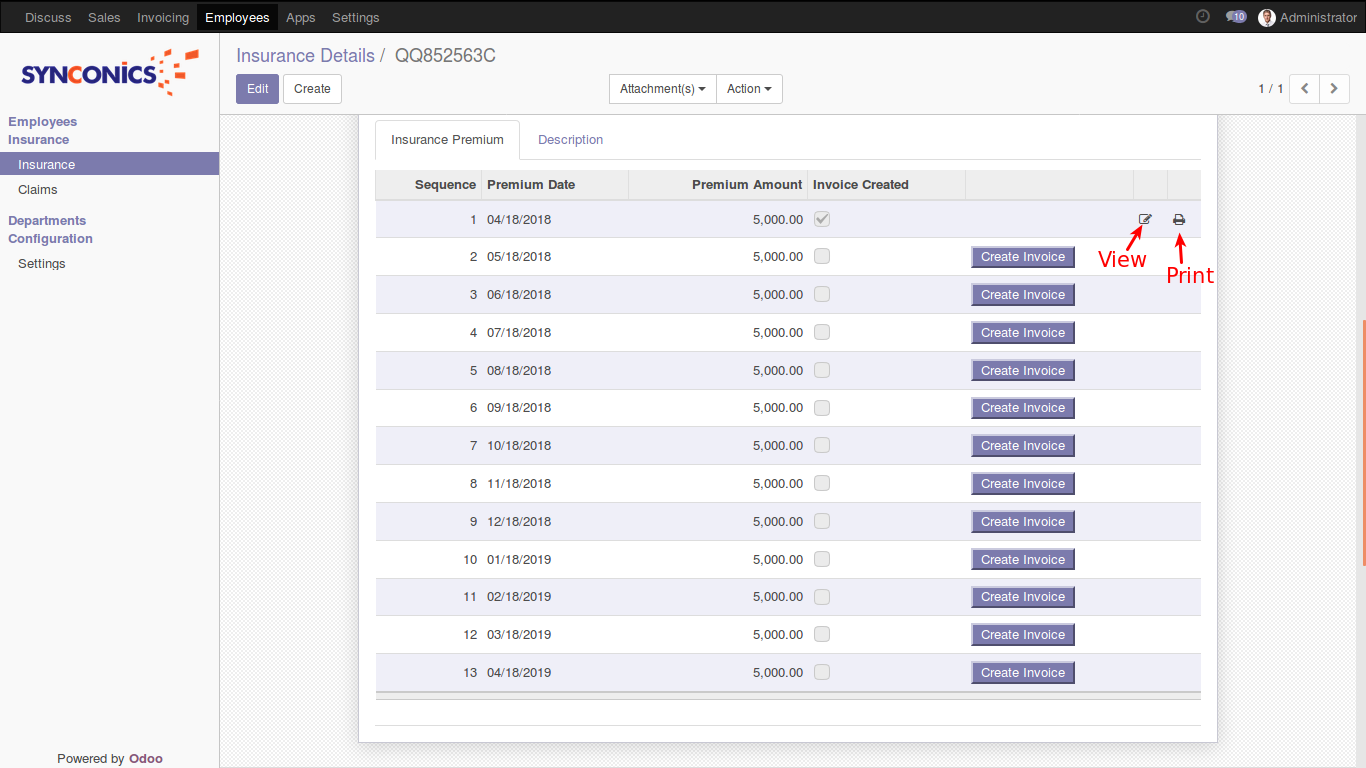 Discuss Sales Invoicing Employees Apps Settings 10 Administrator
SYNCONICS
Insurance Details / QQ852563C
Edit Create Attachment(s) Action 1 / 1
Employees
Insurance
Insurance
Claims
Departments
Configuration
Settings
Powered by Odoo
Insurance Premium Description
Sequence Premium Date Premium Amount Invoice Created
1 04/18/2018 5,000.00
View
Print
2 05/18/2018 5,000.00 Create Invoice
3 06/18/2018 5,000.00 Create Invoice
4 07/18/2018 5,000.00 Create Invoice
5 08/18/2018 5,000.00 Create Invoice
6 09/18/2018 5,000.00 Create Invoice
7 10/18/2018 5,000.00 Create Invoice
8 11/18/2018 5,000.00 Create Invoice
9 12/18/2018 5,000.00 Create Invoice
10 01/18/2019 5,000.00 Create Invoice
11 02/18/2019 5,000.00 Create Invoice
12 03/18/2019 5,000.00 Create Invoice
13 04/18/2019 5,000.00 Create Invoice